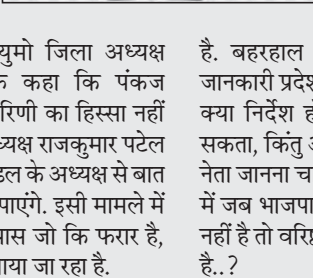 युमो जिला अध्यक्ष
कहा कि पंकज
रिणी का हिस्सा नहीं
यक्ष राजकुमार पटेल
डल के अध्यक्ष से बात
पाएंगे. इसी मामले में
ास जो कि फरार है,
ाया जा रहा है.
है. बहरहाल
जानकारी प्रदेश
क्या निर्देश ह
सकता, किंतु
नेता जानना च
में जब भाजपा
नहीं है तो वरिष्
है..?